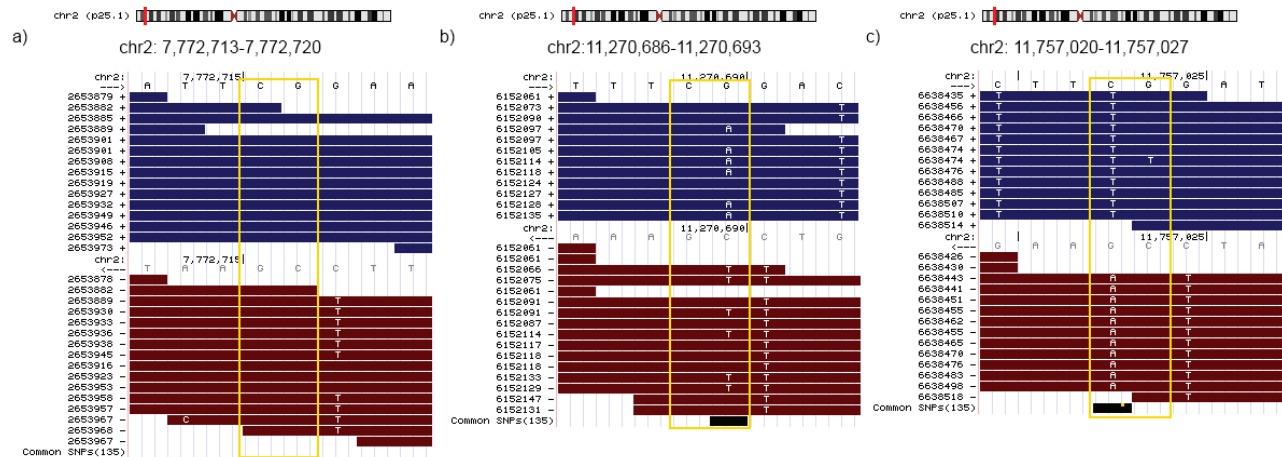 chr2 (p25.1)
a)
chr2: 7,772,713-7,772,720
chr2: 7,772,715|
---> A T T C G G A A
2653879 +
2653882 +
2653885 +
2653889 +
2653901 +
2653901 +
2653908 +
2653915 +
2653919 +
2653927 +
2653932 +
2653949 +
2653946 +
2653952 +
2653973 +
chr2: 7,772,715|
<--- T A A G C C T T
2653878 -
2653882 -
2653889 - T
2653930 - T
2653933 - T
2653936 - T
2653938 - T
2653945 - T
2653916 -
2653923 -
2653953 -
2653958 - T
2653957 - T
2653967 - C T
2653968 - T
2653967 -
Common SNPs(135)
chr2 (p25.1)
b)
chr2:11,270,686-11,270,693
chr2: 11,270,690|
---> T T T C G G A C
6152061 +
6152073 + T
6152090 + T
6152097 + A
6152097 + T
6152105 + A T
6152114 + A T
6152118 + A T
6152124 + T
6152127 + T
6152128 + A T
6152135 + A T
chr2: 11,270,690|
<--- A A A G C C T G
6152061 -
6152061 -
6152066 - T T
6152075 - T T
6152061 -
6152091 - T
6152091 - T T
6152087 - T
6152114 - T T
6152117 - T
6152118 - T
6152118 - T
6152133 - T T
6152129 - T T
6152147 - T
6152131 - T
Common SNPs(135)
chr2 (p25.1)
c)
chr2: 11,757,020-11,757,027
chr2: | 11,757,025|
---> C T T C G G A T
6638435 + T T
6638456 + T T
6638466 + T T
6638470 + T T
6638467 + T T
6638474 + T T
6638474 + T T T
6638476 + T T
6638488 + T T
6638485 + T T
6638507 + T T
6638510 + T T
6638514 +
chr2: | 11,757,025|
<--- G A A G C C T A
6638426 -
6638430 -
6638443 - A T
6638441 - A T
6638451 - A T
6638455 - A T
6638462 - A T
6638455 - A T
6638465 - A T
6638470 - A T
6638476 - A T
6638483 - A T
6638498 - A T
6638518 - T
Common SNPs(135)